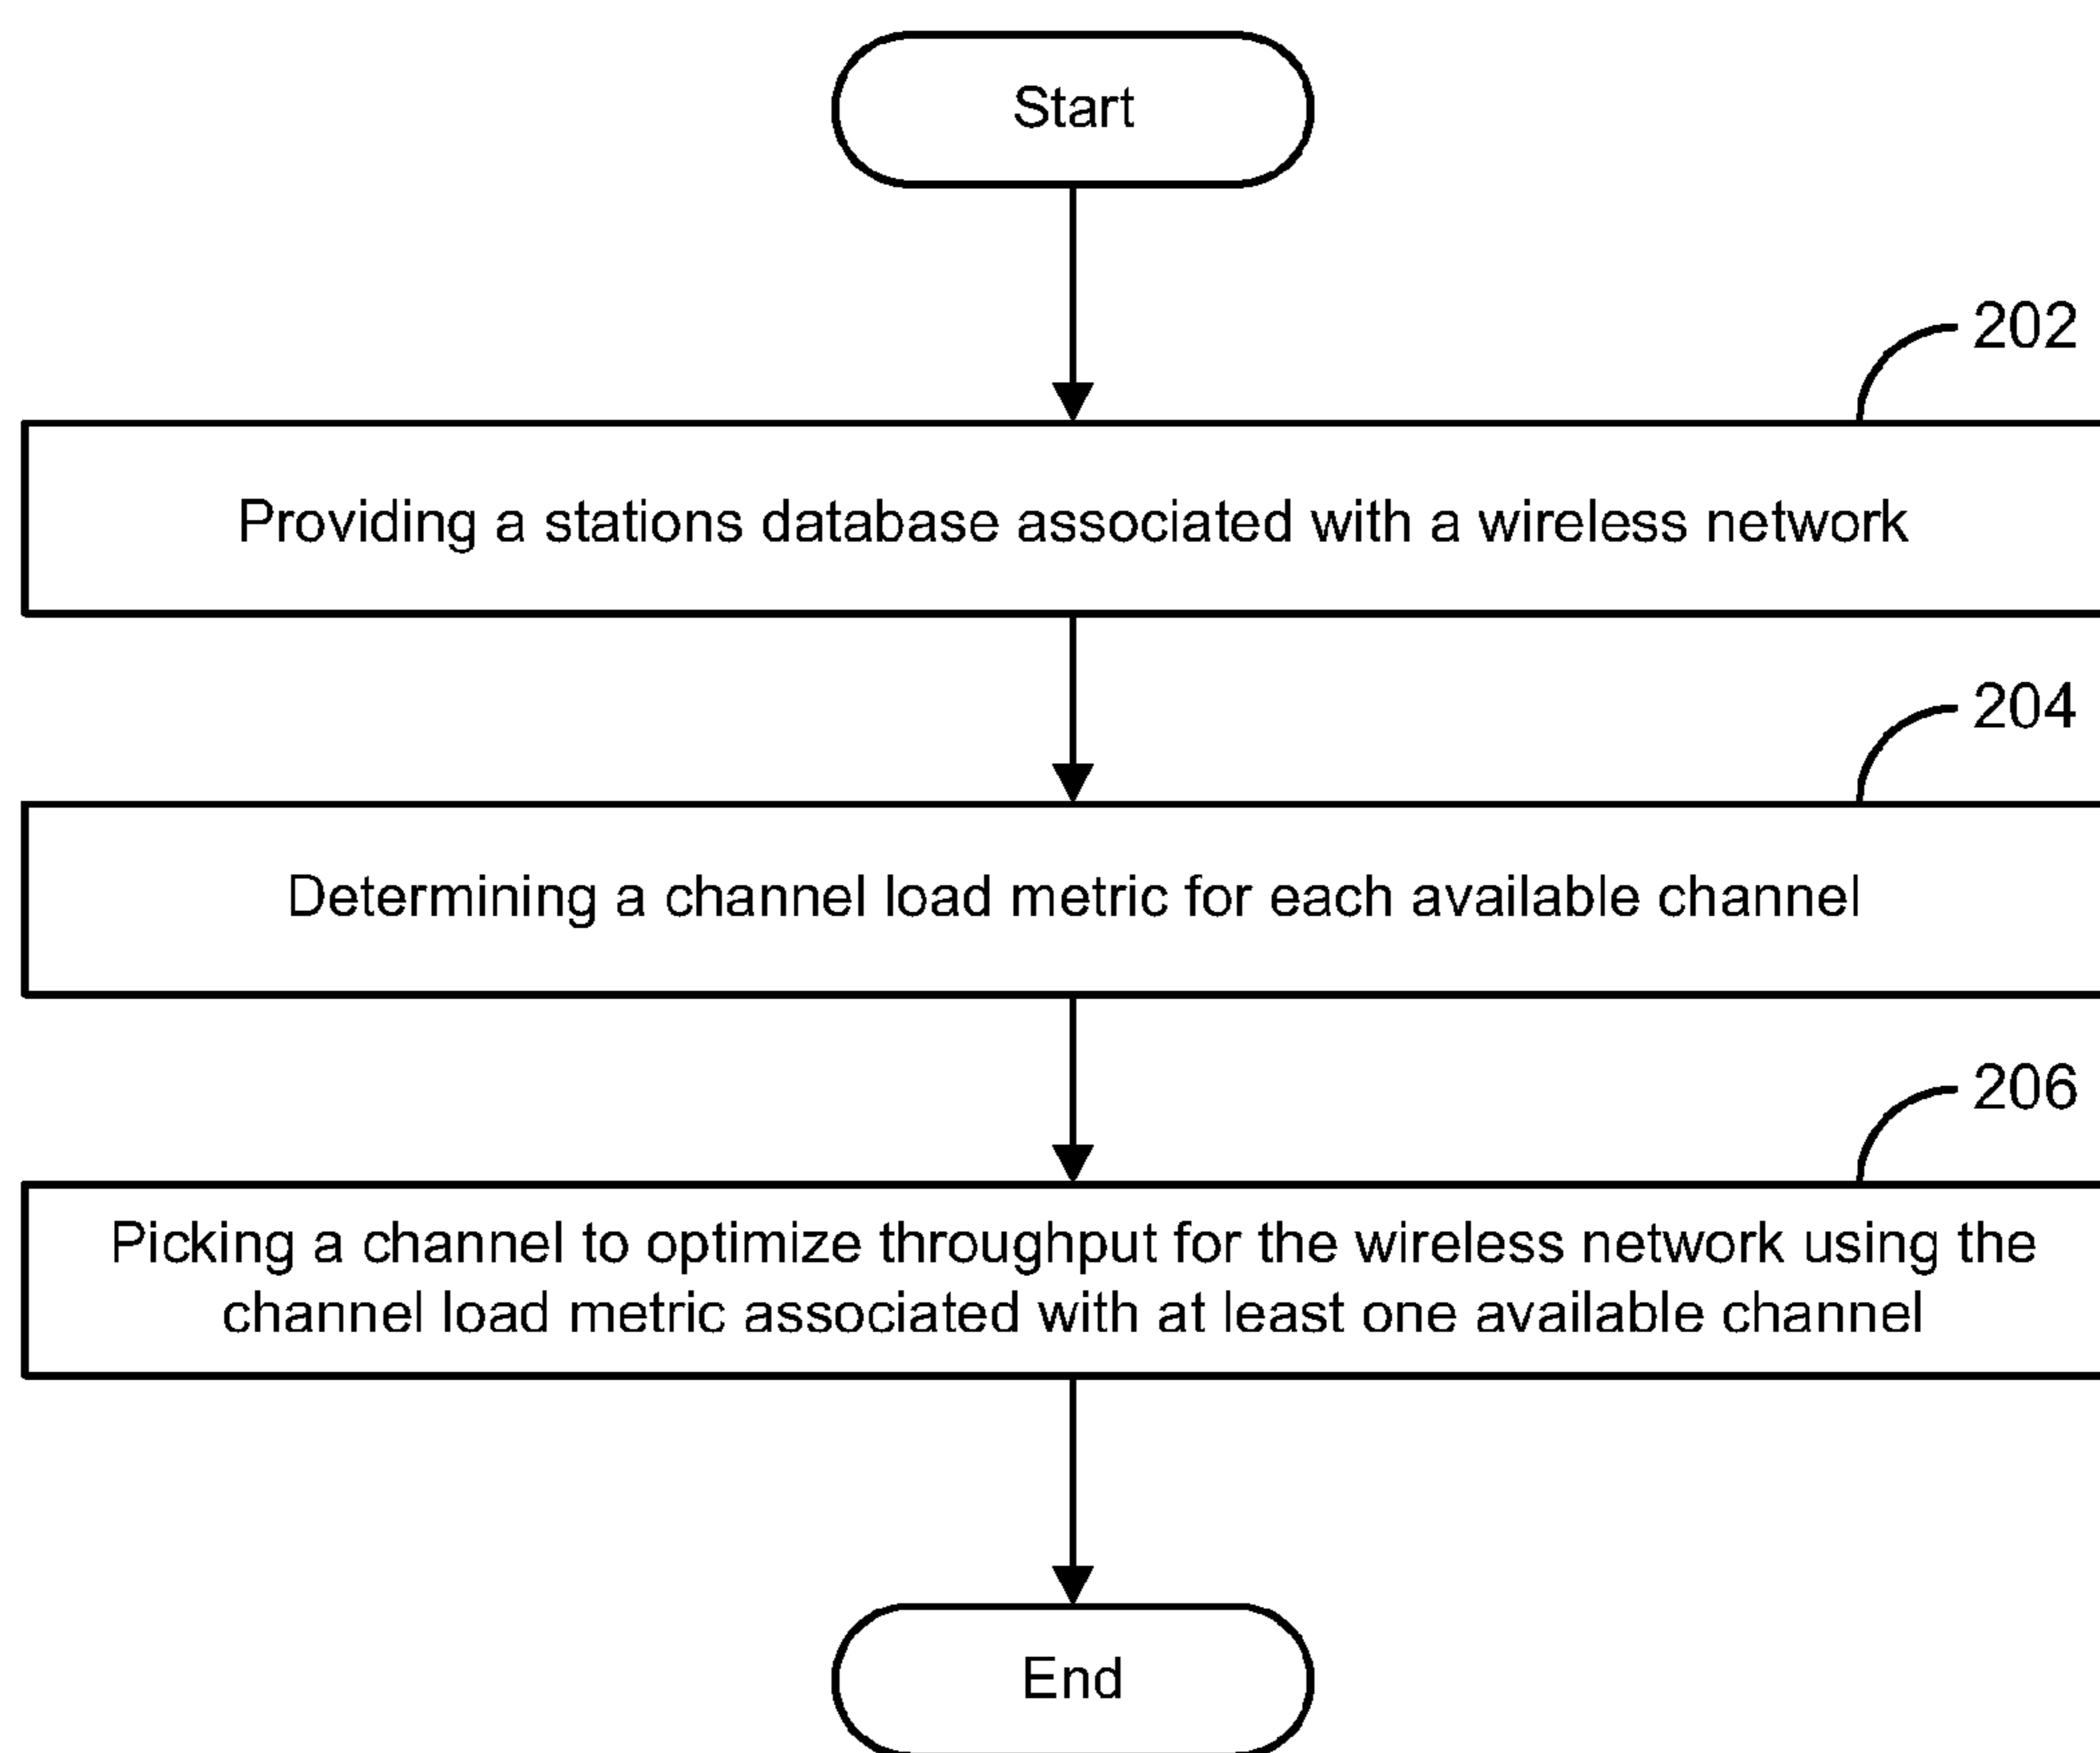 Start
202
Providing a stations database associated with a wireless network
204
Determining a channel load metric for each available channel
206
Picking a channel to optimize throughput for the wireless network using the
channel load metric associated with at least one available channel
End